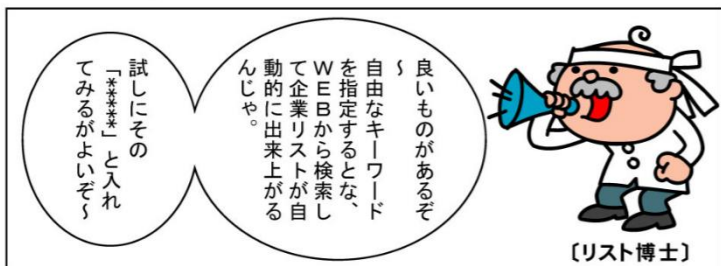 良いものがあるぞ
～
自由なキーワード
を指定するとな、
ＷＥＢから検索し
て企業リストが自
動的に出来上がる
んじゃ。
試しにその
「*****」と入れ
てみるがよいぞ～
〔リスト博士〕